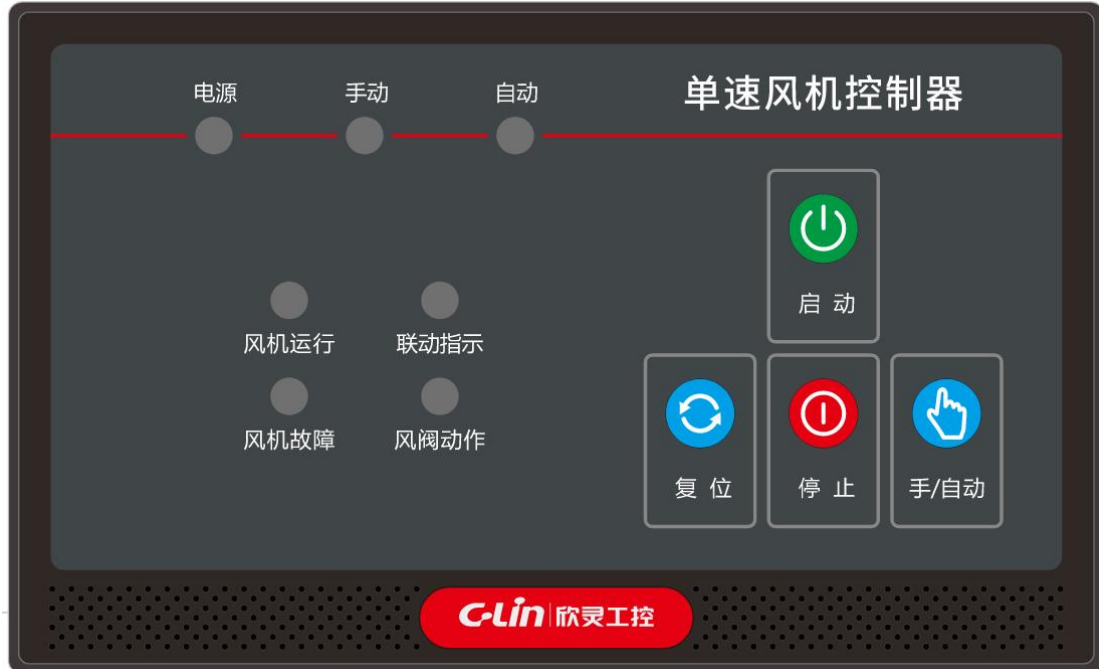 电源 手动 自动 单速风机控制器
启动
风机运行 联动指示
风机故障 风阀动作
复位 停止 手/自动
C-Lin 欣灵工控